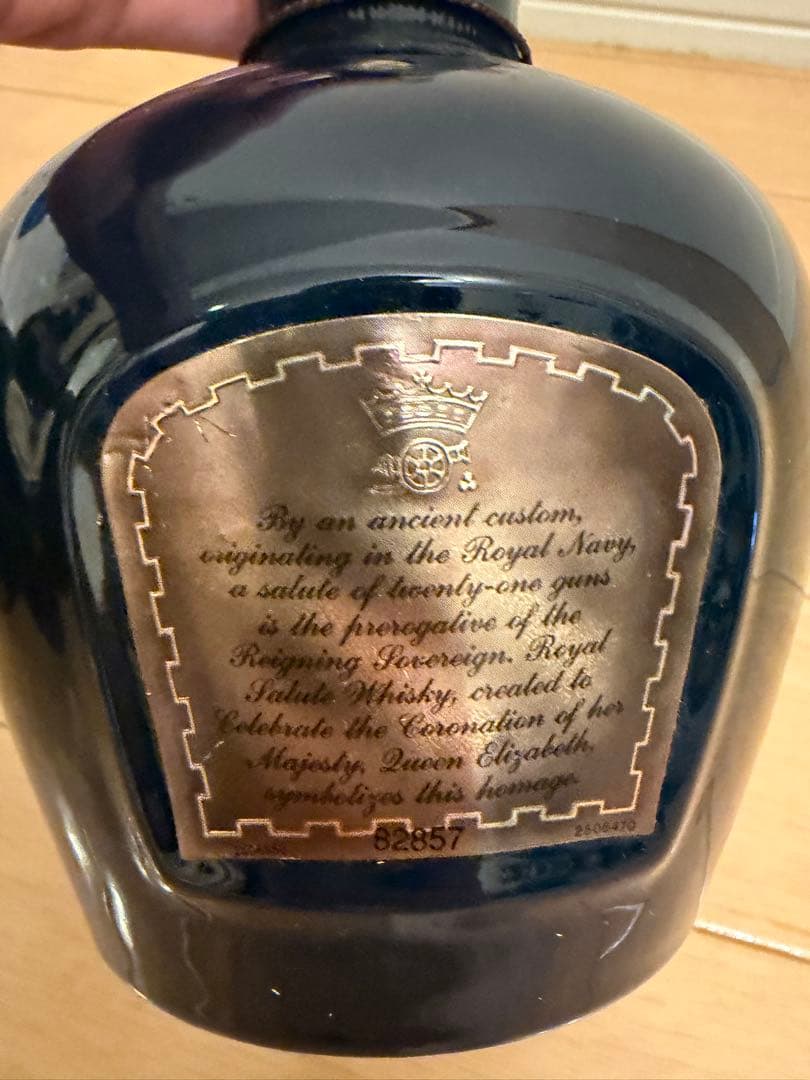 By an ancient custom,
originating in the Royal Navy,
a salute of twenty-one guns
is the prerogative of the
Reigning Sovereign. Royal
Salute Whisky, created to
Celebrate the Coronation of her
Majesty, Queen Elizabeth,
symbolizes this homage.
82857
2506470